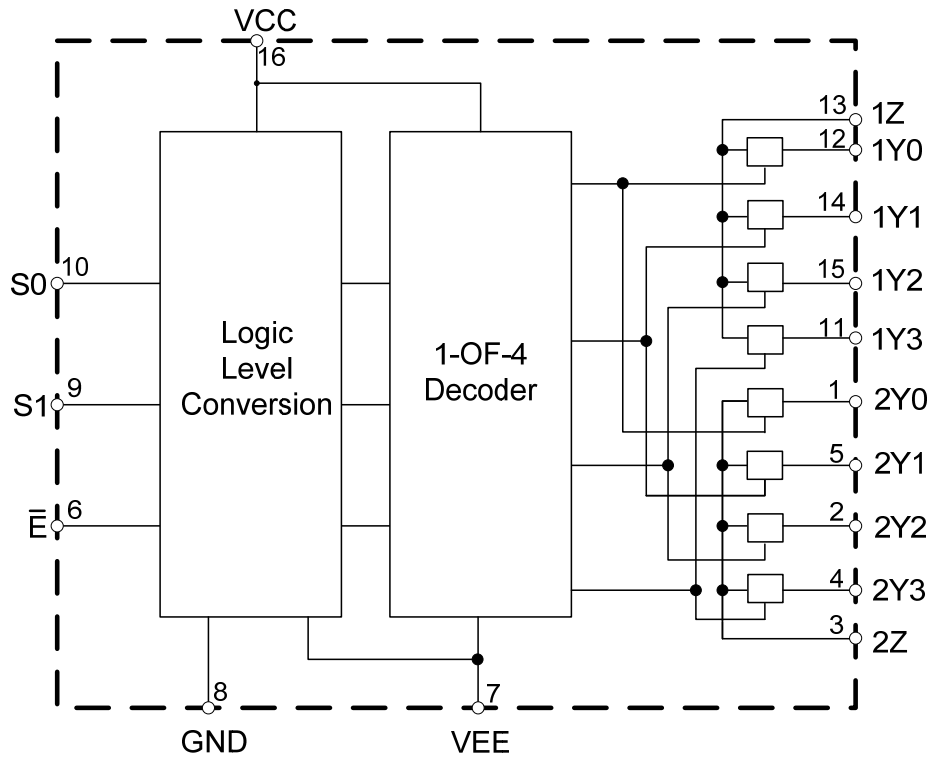 VCC
16
13 1Z
12 1Y0
14 1Y1
15 1Y2
11 1Y3
1 2Y0
5 2Y1
2 2Y2
4 2Y3
3 2Z
S0 10
S1 9
E̅ 6
Logic
Level
Conversion
1-OF-4
Decoder
8
GND
7
VEE